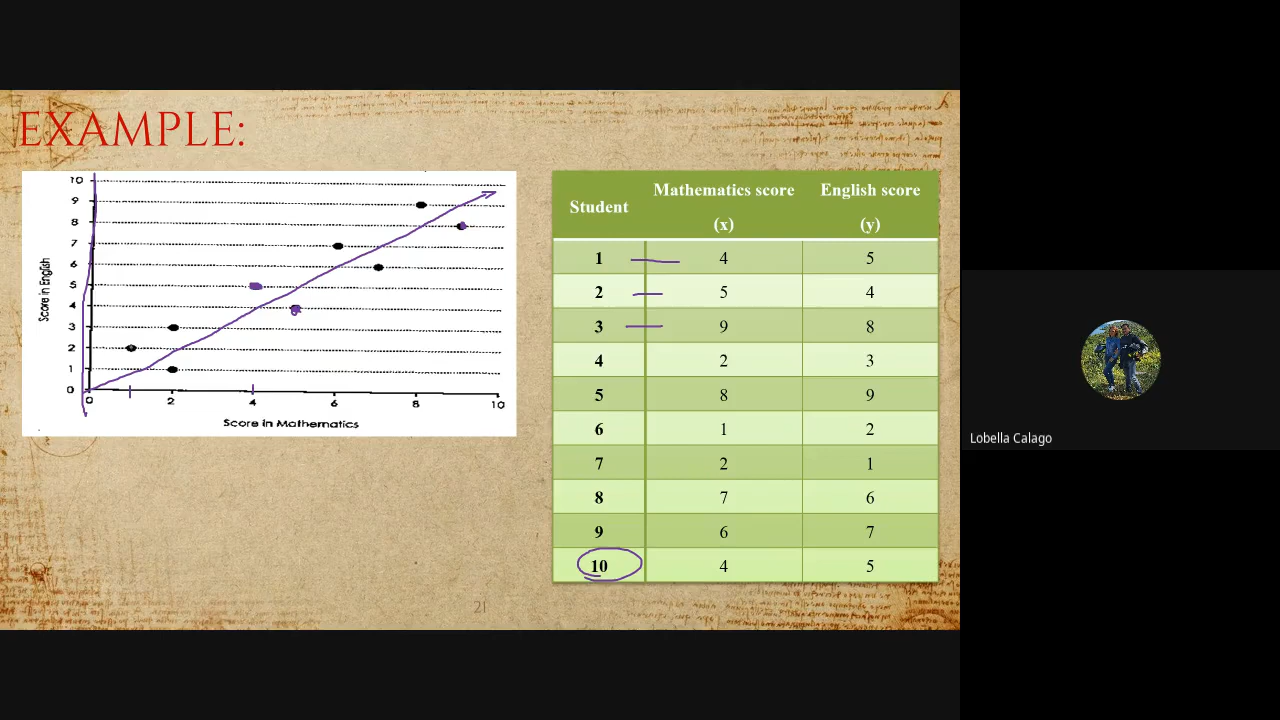 EXAMPLE:
10
9
8
7
6
5
4
3
2
1
0
Score in English
0 2 4 6 8 10
Score in Mathematics
Student Mathematics score (x) English score (y)
1 4 5
2 5 4
3 9 8
4 2 3
5 8 9
6 1 2
7 2 1
8 7 6
9 6 7
10 4 5
21
Lobella Calago